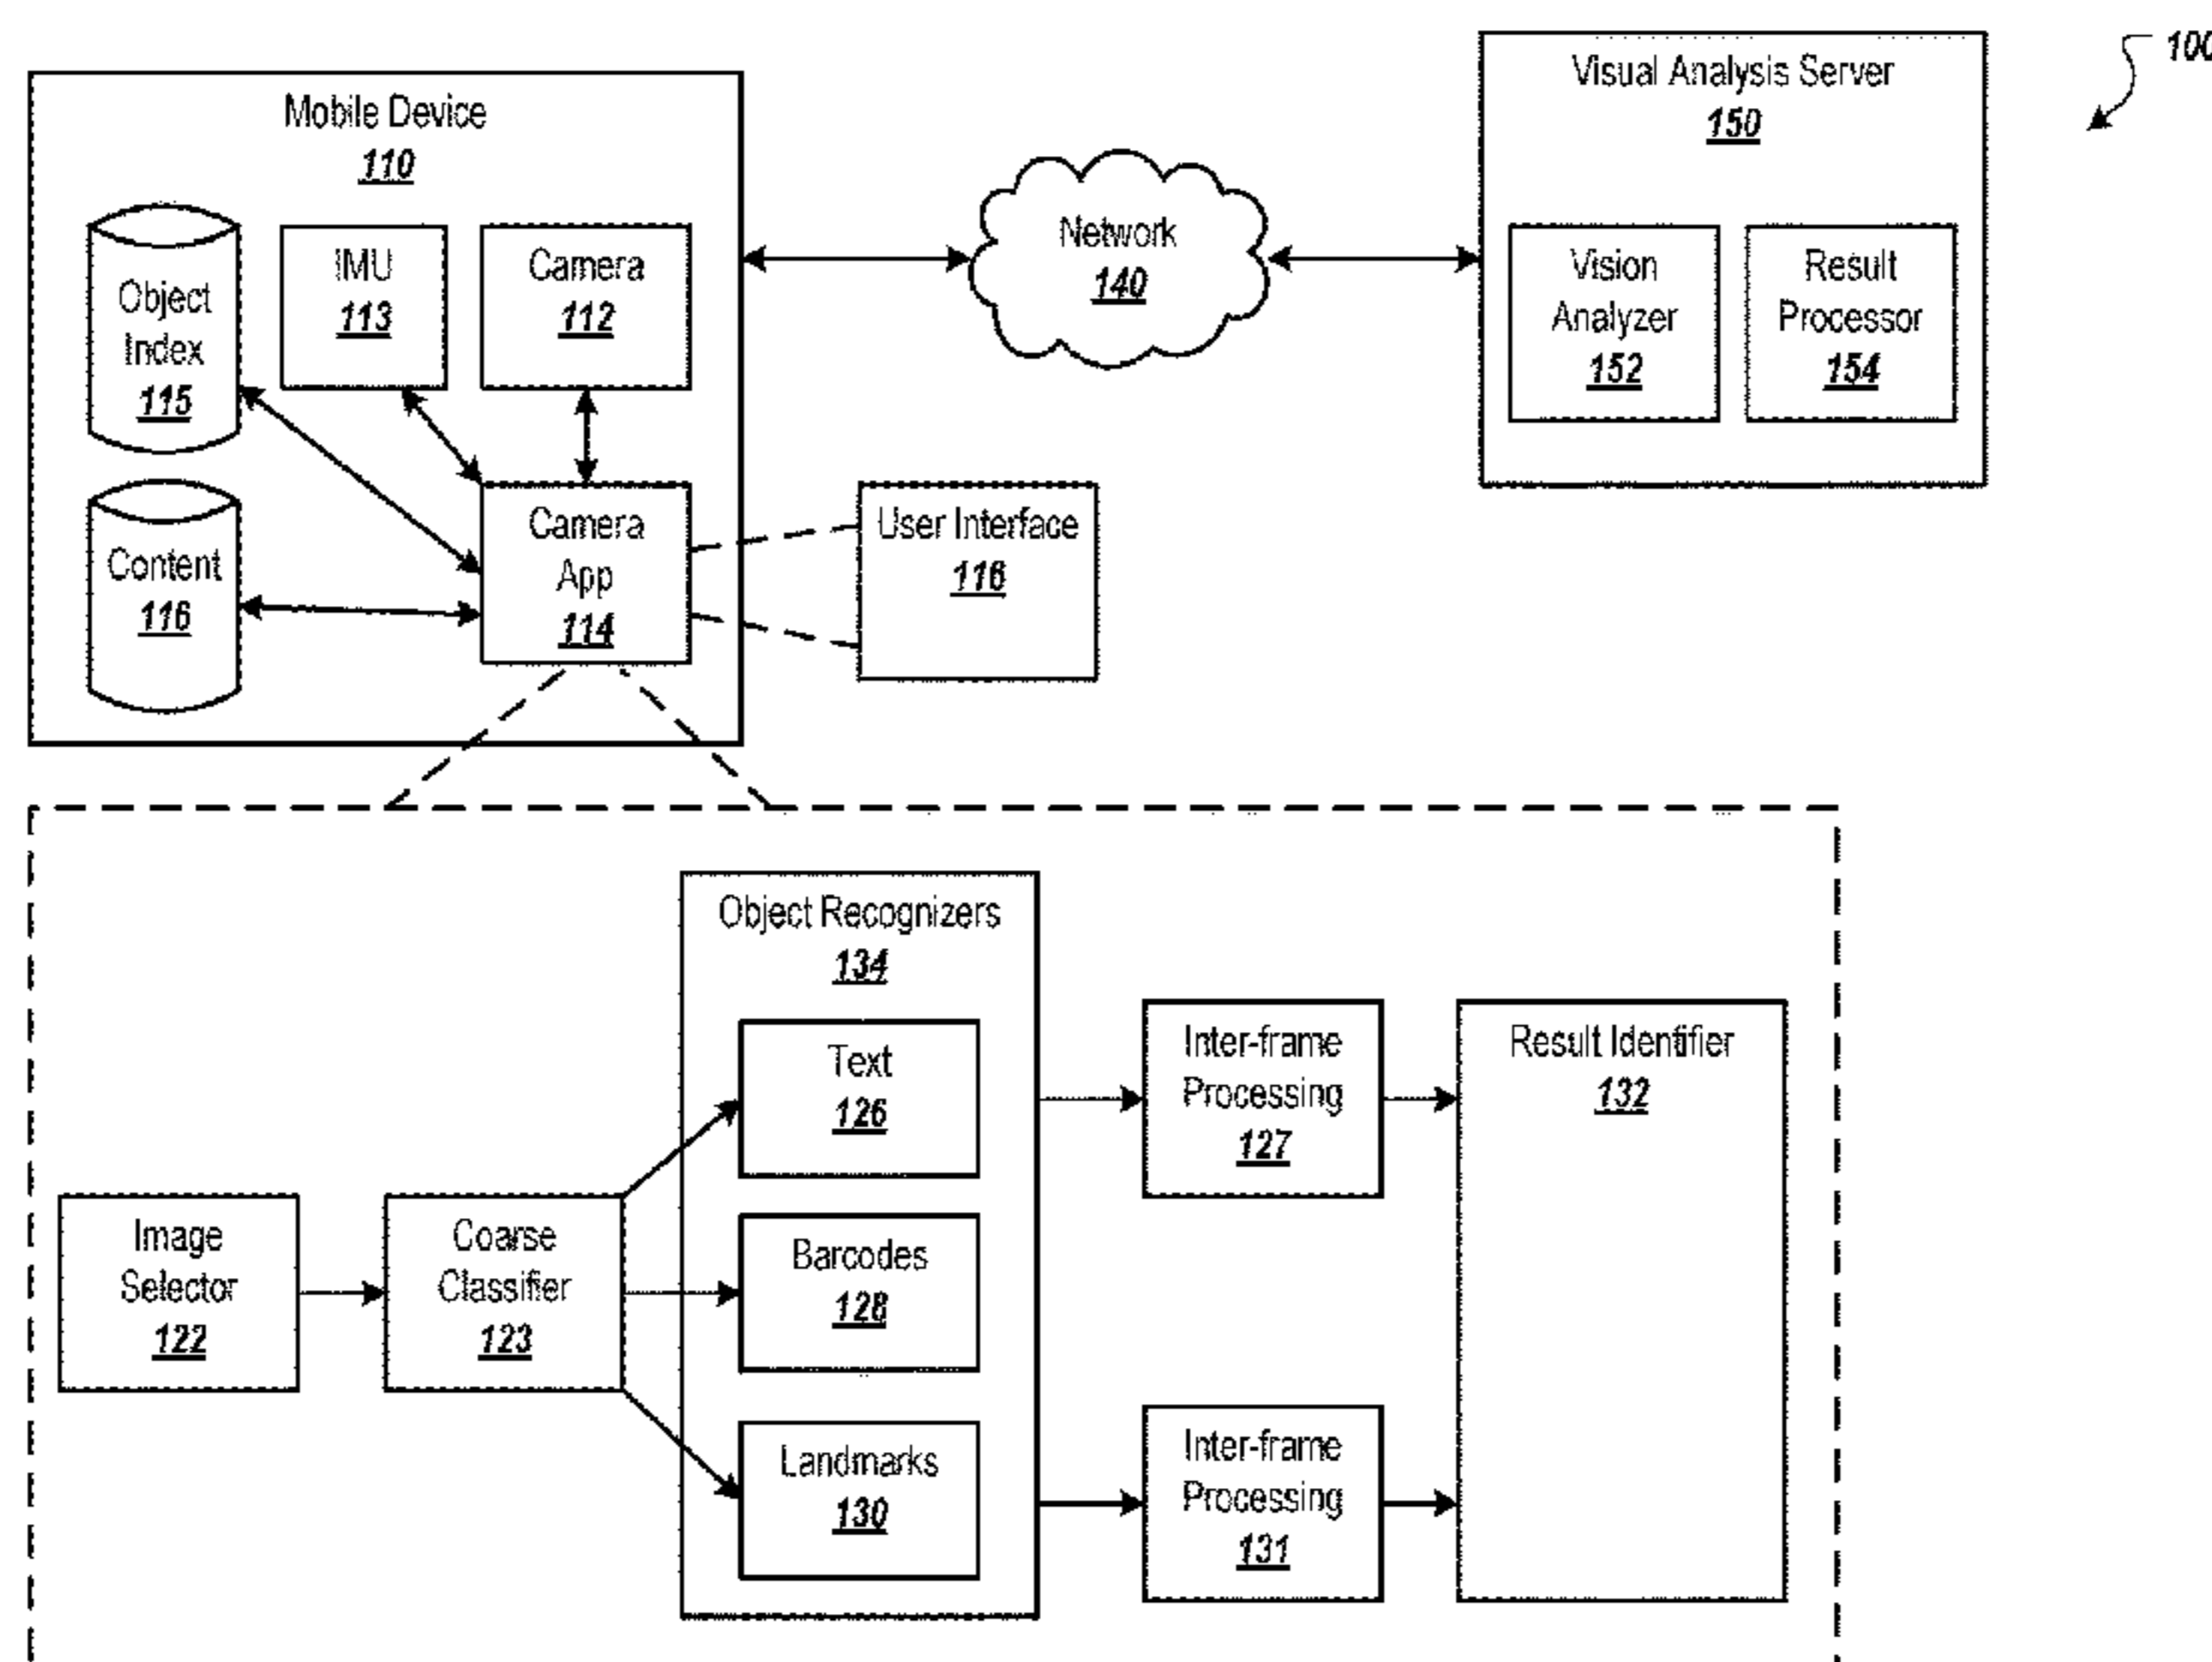 100
Mobile Device
110
Object
Index
115
IMU
113
Camera
112
Content
116
Camera
App
114
User Interface
116
Network
140
Visual Analysis Server
150
Vision
Analyzer
152
Result
Processor
154
Image
Selector
122
Coarse
Classifier
123
Object Recognizers
134
Text
126
Barcodes
128
Landmarks
130
Inter-frame
Processing
127
Inter-frame
Processing
131
Result Identifier
132